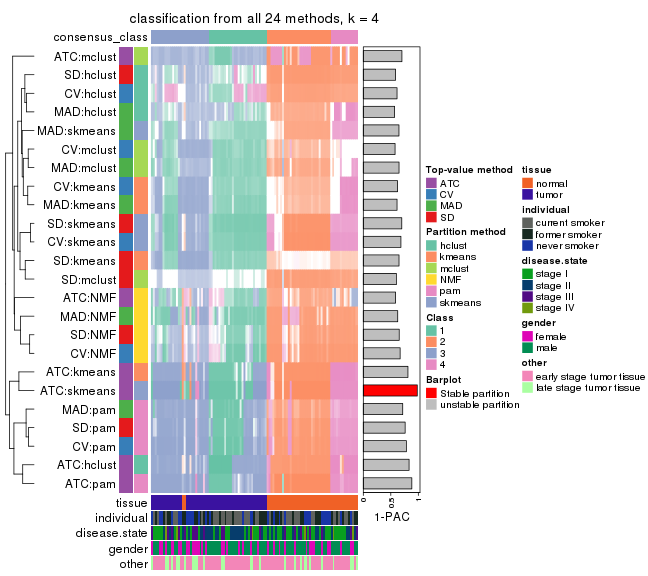 classification from all 24 methods, k = 4
consensus_class
ATC:mclust
SD:hclust
CV:hclust
MAD:hclust
MAD:skmeans
CV:mclust
MAD:mclust
CV:kmeans
MAD:kmeans
SD:skmeans
CV:skmeans
SD:kmeans
SD:mclust
ATC:NMF
MAD:NMF
SD:NMF
CV:NMF
ATC:kmeans
ATC:skmeans
MAD:pam
SD:pam
CV:pam
ATC:hclust
ATC:pam
tissue
individual
disease.state
gender
other
0
0.5
1
1-PAC
Top-value method
ATC
CV
MAD
SD
Partition method
hclust
kmeans
mclust
NMF
pam
skmeans
Class
1
2
3
4
Barplot
Stable partition
unstable partition
tissue
normal
tumor
individual
current smoker
former smoker
never smoker
disease.state
stage I
stage II
stage III
stage IV
gender
female
male
other
early stage tumor tissue
late stage tumor tissue